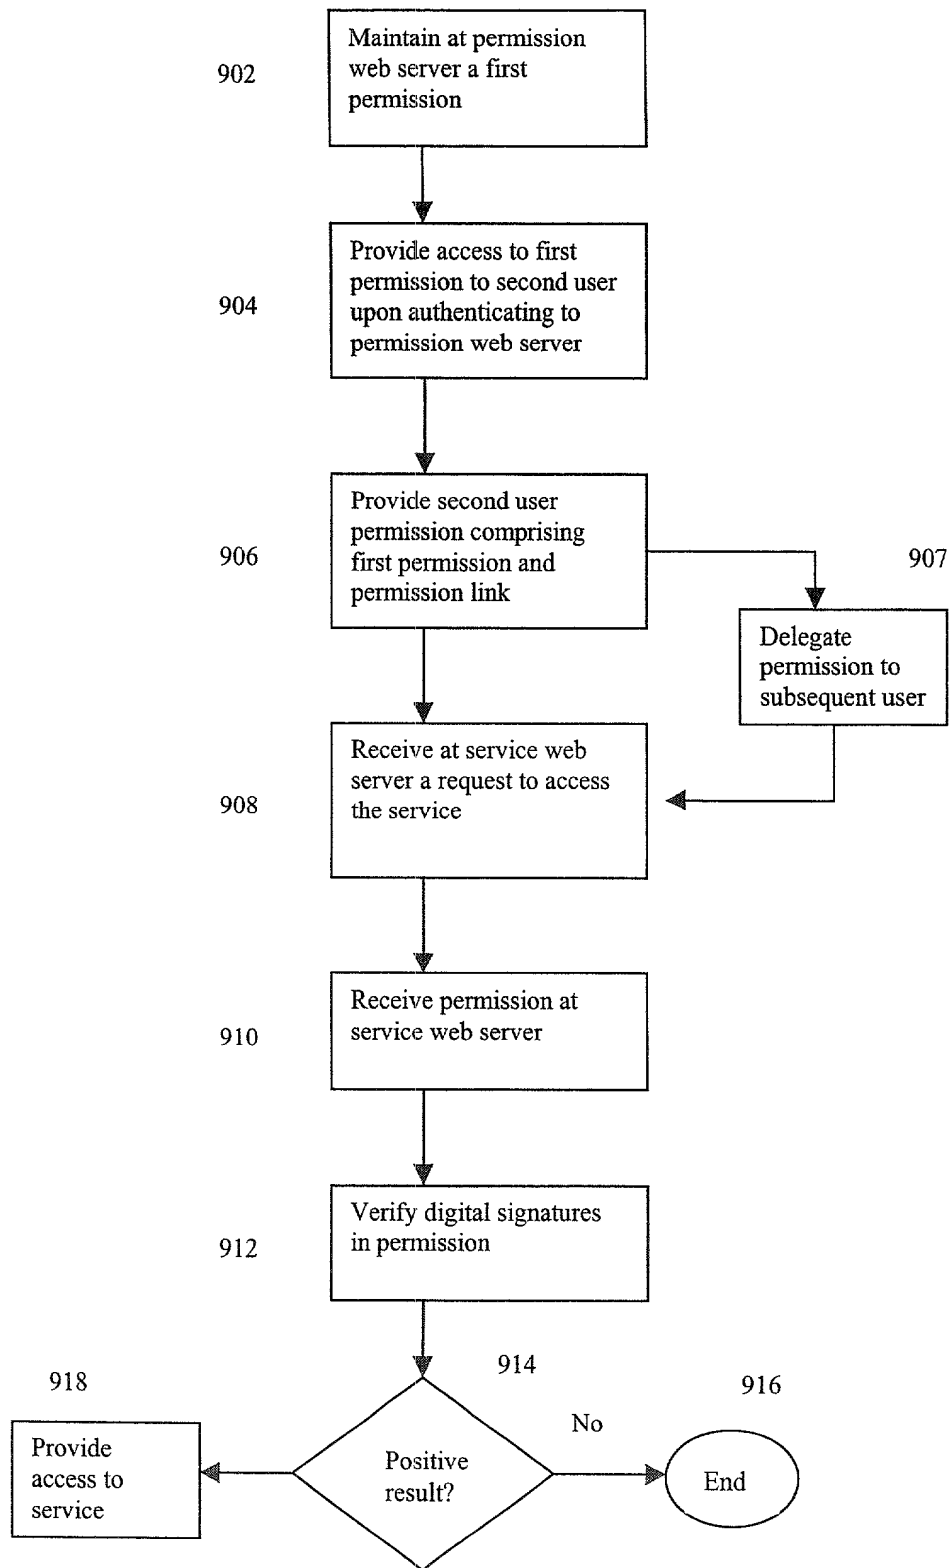 902
Maintain at permission
web server a first
permission
904
Provide access to first
permission to second user
upon authenticating to
permission web server
906
Provide second user
permission comprising
first permission and
permission link
907
Delegate
permission to
subsequent user
908
Receive at service web
server a request to access
the service
910
Receive permission at
service web server
912
Verify digital signatures
in permission
914
Positive
result?
No
916
End
918
Provide
access to
service